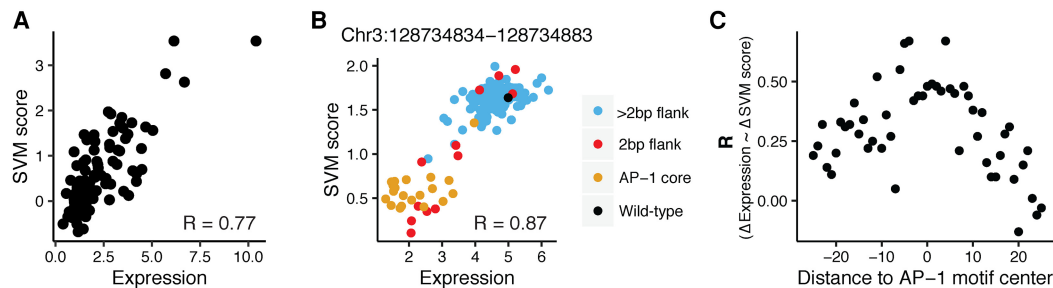 A
SVM score
3
2
1
0
R = 0.77
0.0 2.5 5.0 7.5 10.0
Expression
B
Chr3:128734834−128734883
SVM score
2.0
1.5
1.0
0.5
R = 0.87
2 3 4 5 6
Expression
>2bp flank
2bp flank
AP−1 core
Wild−type
C
R
(ΔExpression ~ ΔSVM score)
0.50
0.25
0.00
−20 −10 0 10 20
Distance to AP−1 motif center